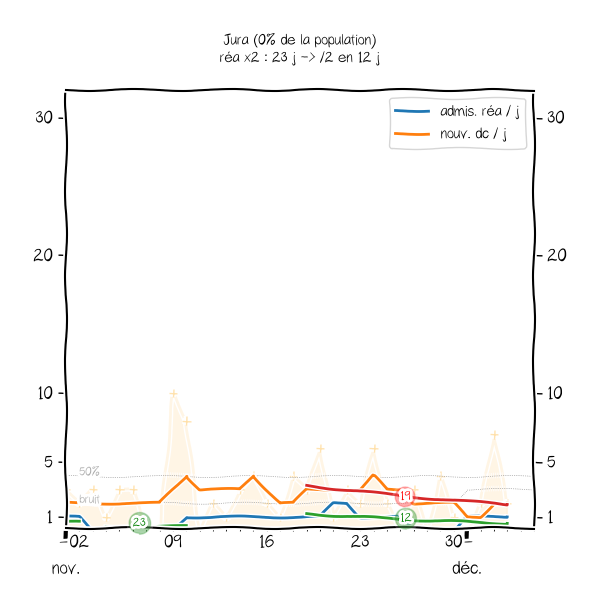 Jura (0% de la population)
réa x2 : 23 j -> /2 en 12 j
admis. réa / j
nouv. dc / j
30
30
20
20
10
10
5
5
50%
bruit
19
12
23
1
1
02
09
16
23
30
nov.
déc.